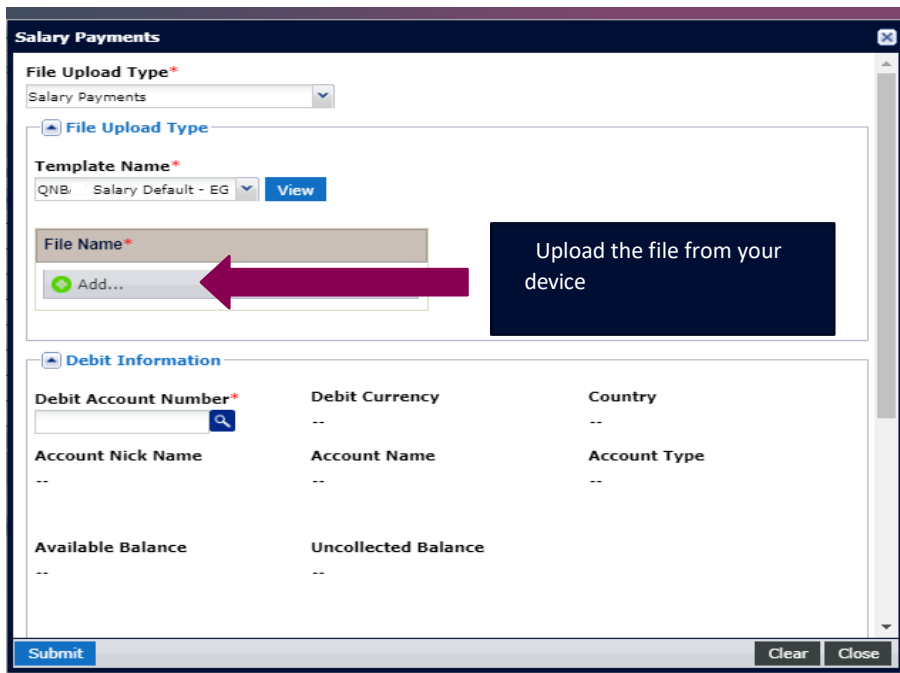 Salary Payments
File Upload Type*
Salary Payments
File Upload Type
Template Name*
QNB Salary Default - EG View
File Name*
Add...
Upload the file from your
device
Debit Information
Debit Account Number* Debit Currency Country
-- --
Account Nick Name Account Name Account Type
-- -- --
Available Balance Uncollected Balance
-- --
Submit Clear Close